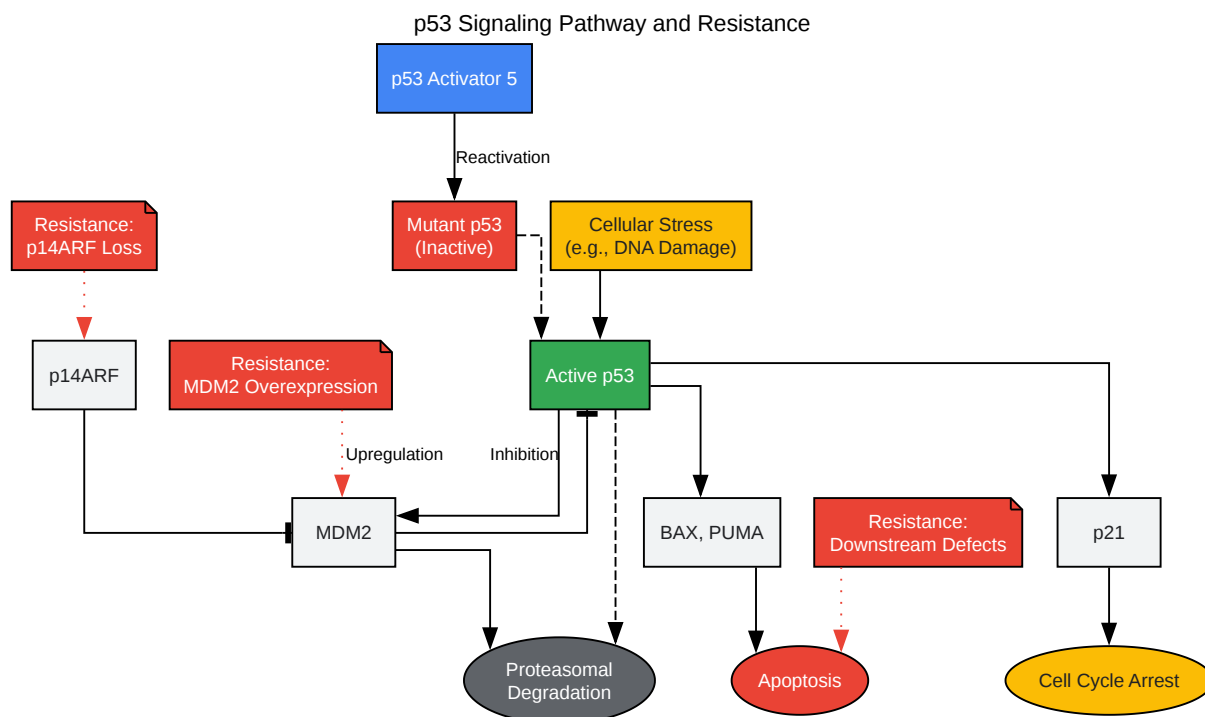 p53 Signaling Pathway and Resistance
p53 Activator 5
Reactivation
Resistance:
p14ARF Loss
Mutant p53
(Inactive)
Cellular Stress
(e.g., DNA Damage)
p14ARF
Resistance:
MDM2 Overexpression
Active p53
Upregulation
Inhibition
MDM2
BAX, PUMA
Resistance:
Downstream Defects
p21
Proteasomal
Degradation
Apoptosis
Cell Cycle Arrest